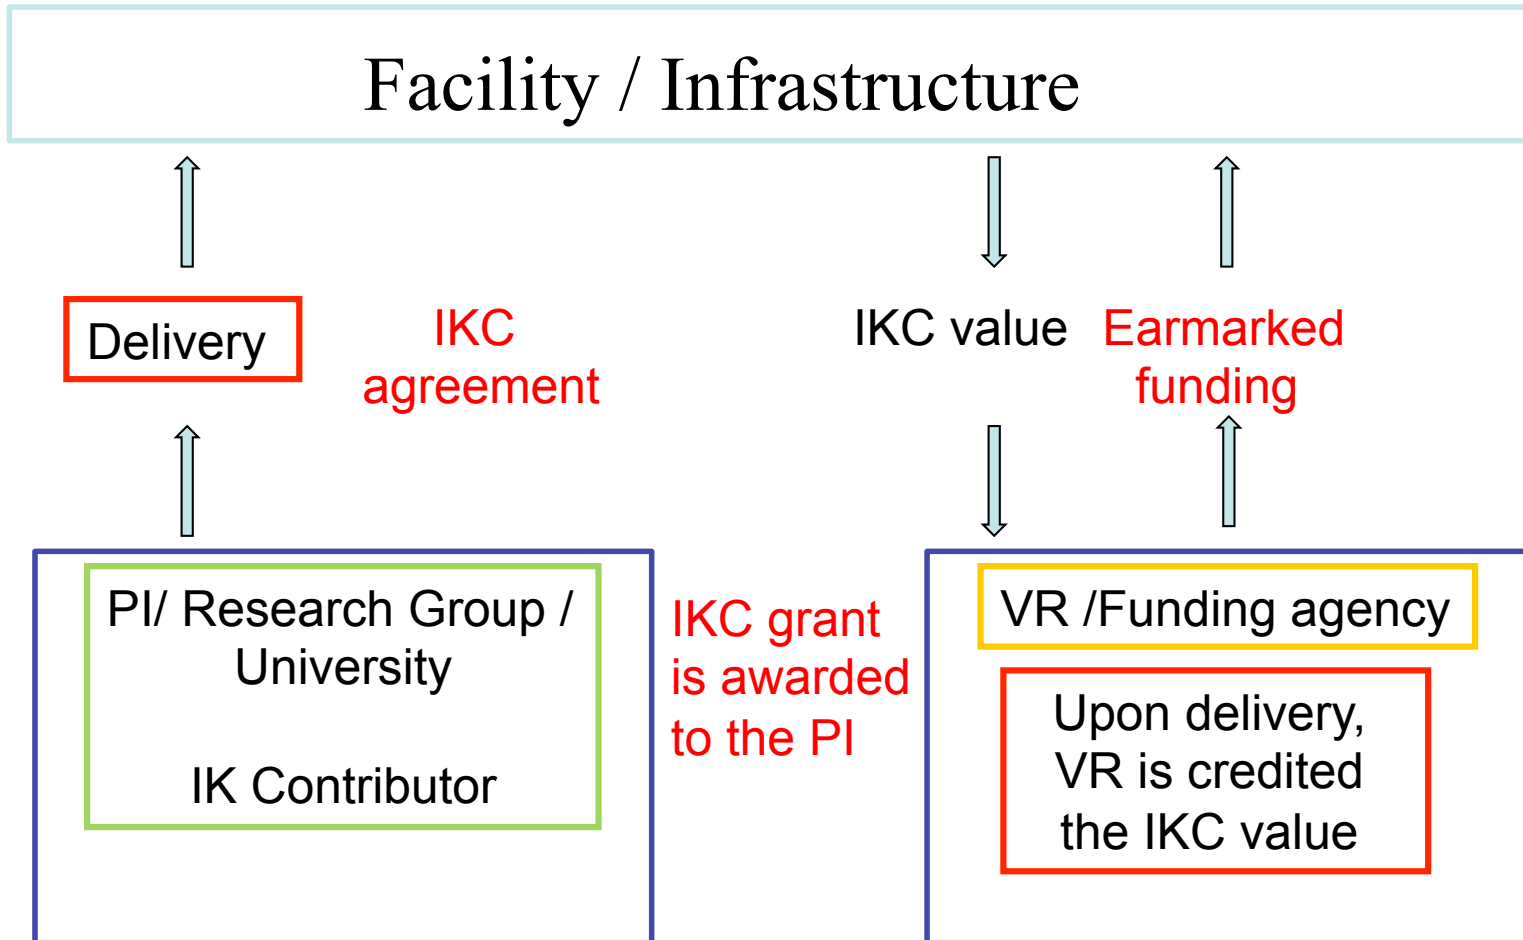 Facility / Infrastructure
Delivery
IKC
agreement
IKC value
Earmarked
funding
PI/ Research Group /
University
IK Contributor
IKC grant
is awarded
to the PI
VR /Funding agency
Upon delivery,
VR is credited
the IKC value